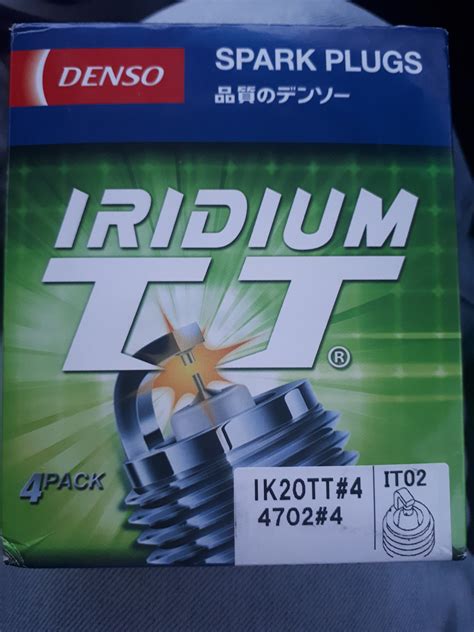 DENSO
SPARK PLUGS
品質のデンソー
IRIDIUM
TT®
4PACK
IK20TT#4
4702#4
IT02